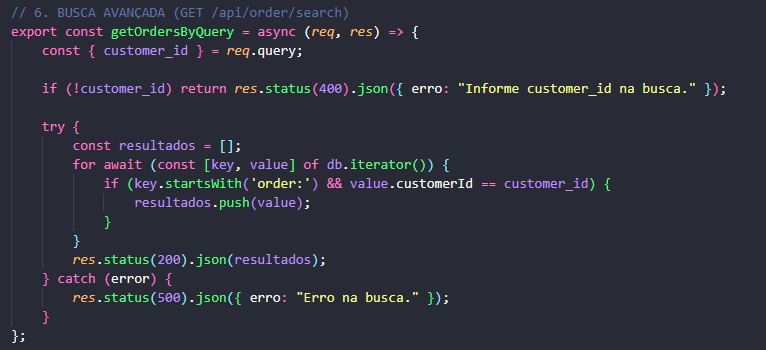 // 6. BUSCA AVANÇADA (GET /api/order/search)
export const getOrdersByQuery = async (req, res) => {
    const { customer_id } = req.query;

    if (!customer_id) return res.status(400).json({ erro: "Informe customer_id na busca." });

    try {
        const resultados = [];
        for await (const [key, value] of db.iterator()) {
            if (key.startsWith('order:') && value.customerId == customer_id) {
                resultados.push(value);
            }
        }
        res.status(200).json(resultados);
    } catch (error) {
        res.status(500).json({ erro: "Erro na busca." });
    }
};